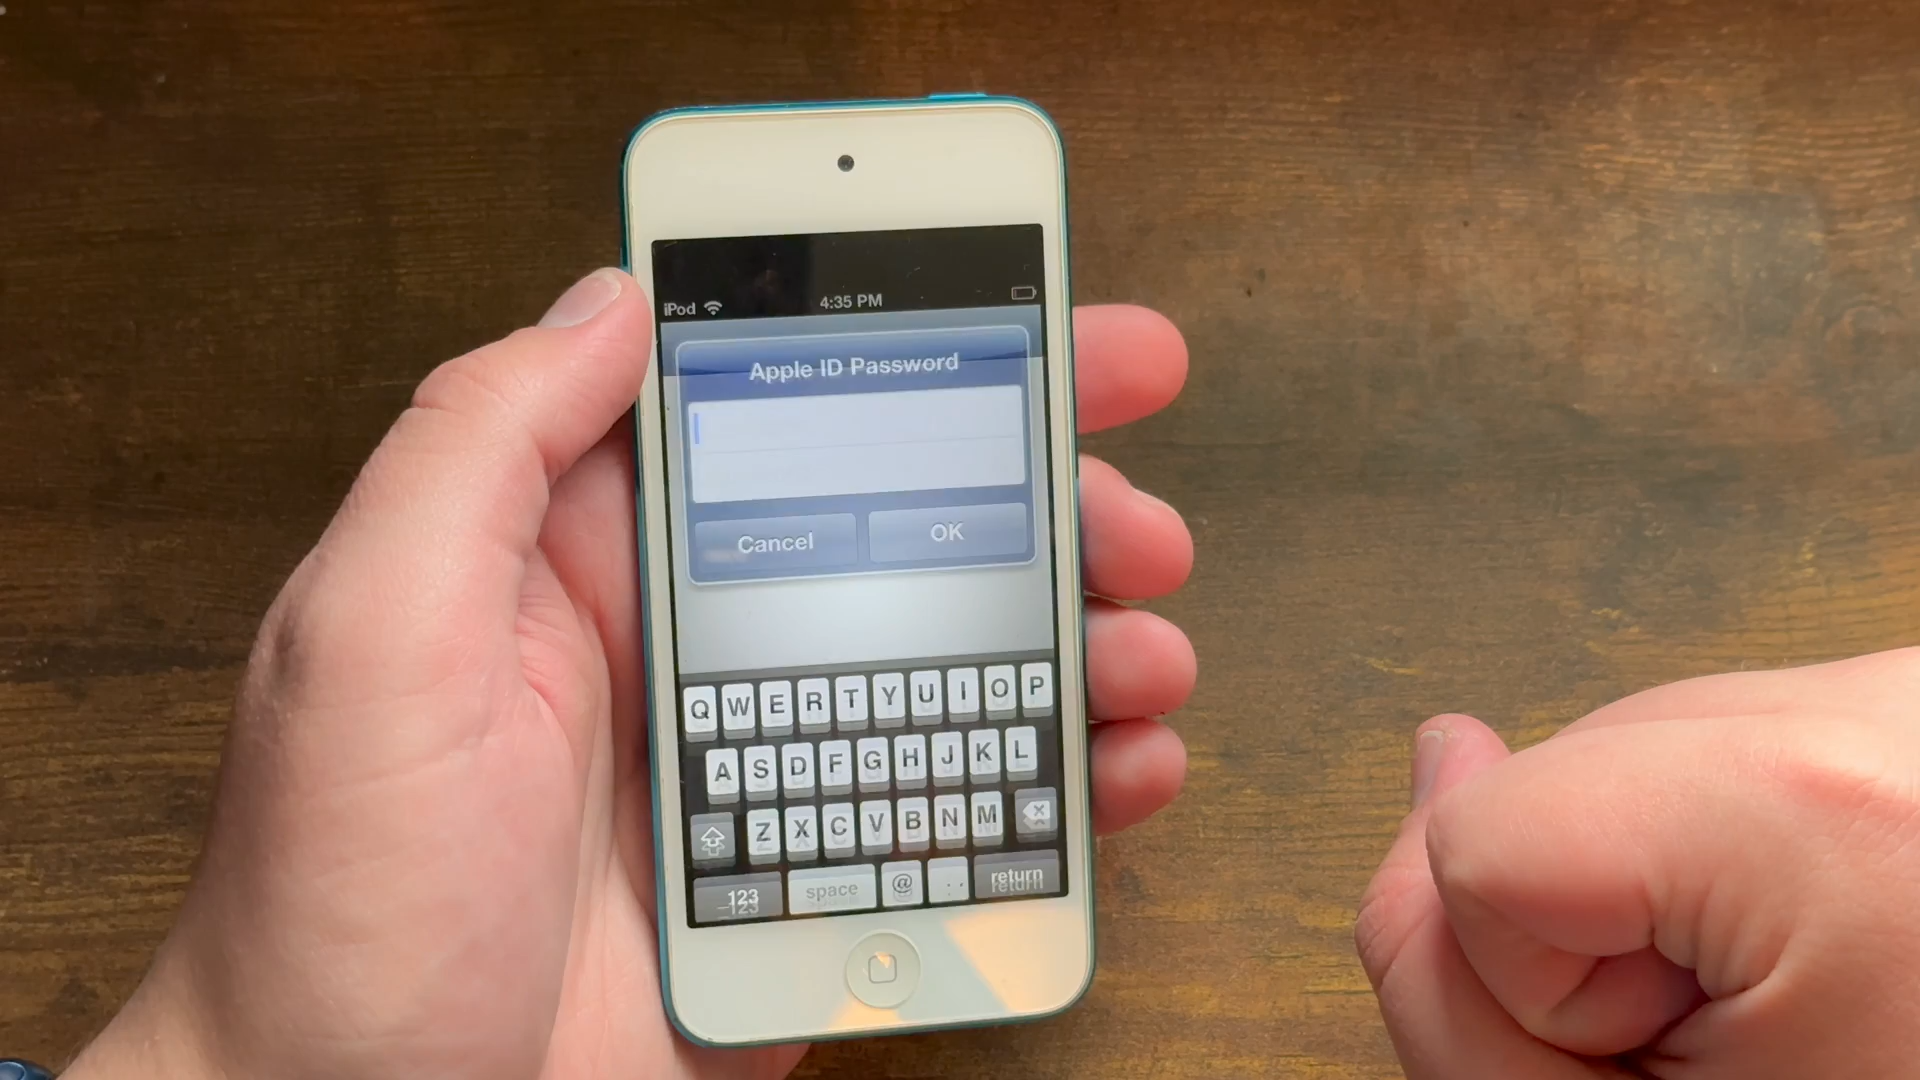 iPod 4:35 PM
Apple ID Password
Cancel OK
Q W E R T Y U I O P
A S D F G H J K L
Z X C V B N M
123 space @ . return